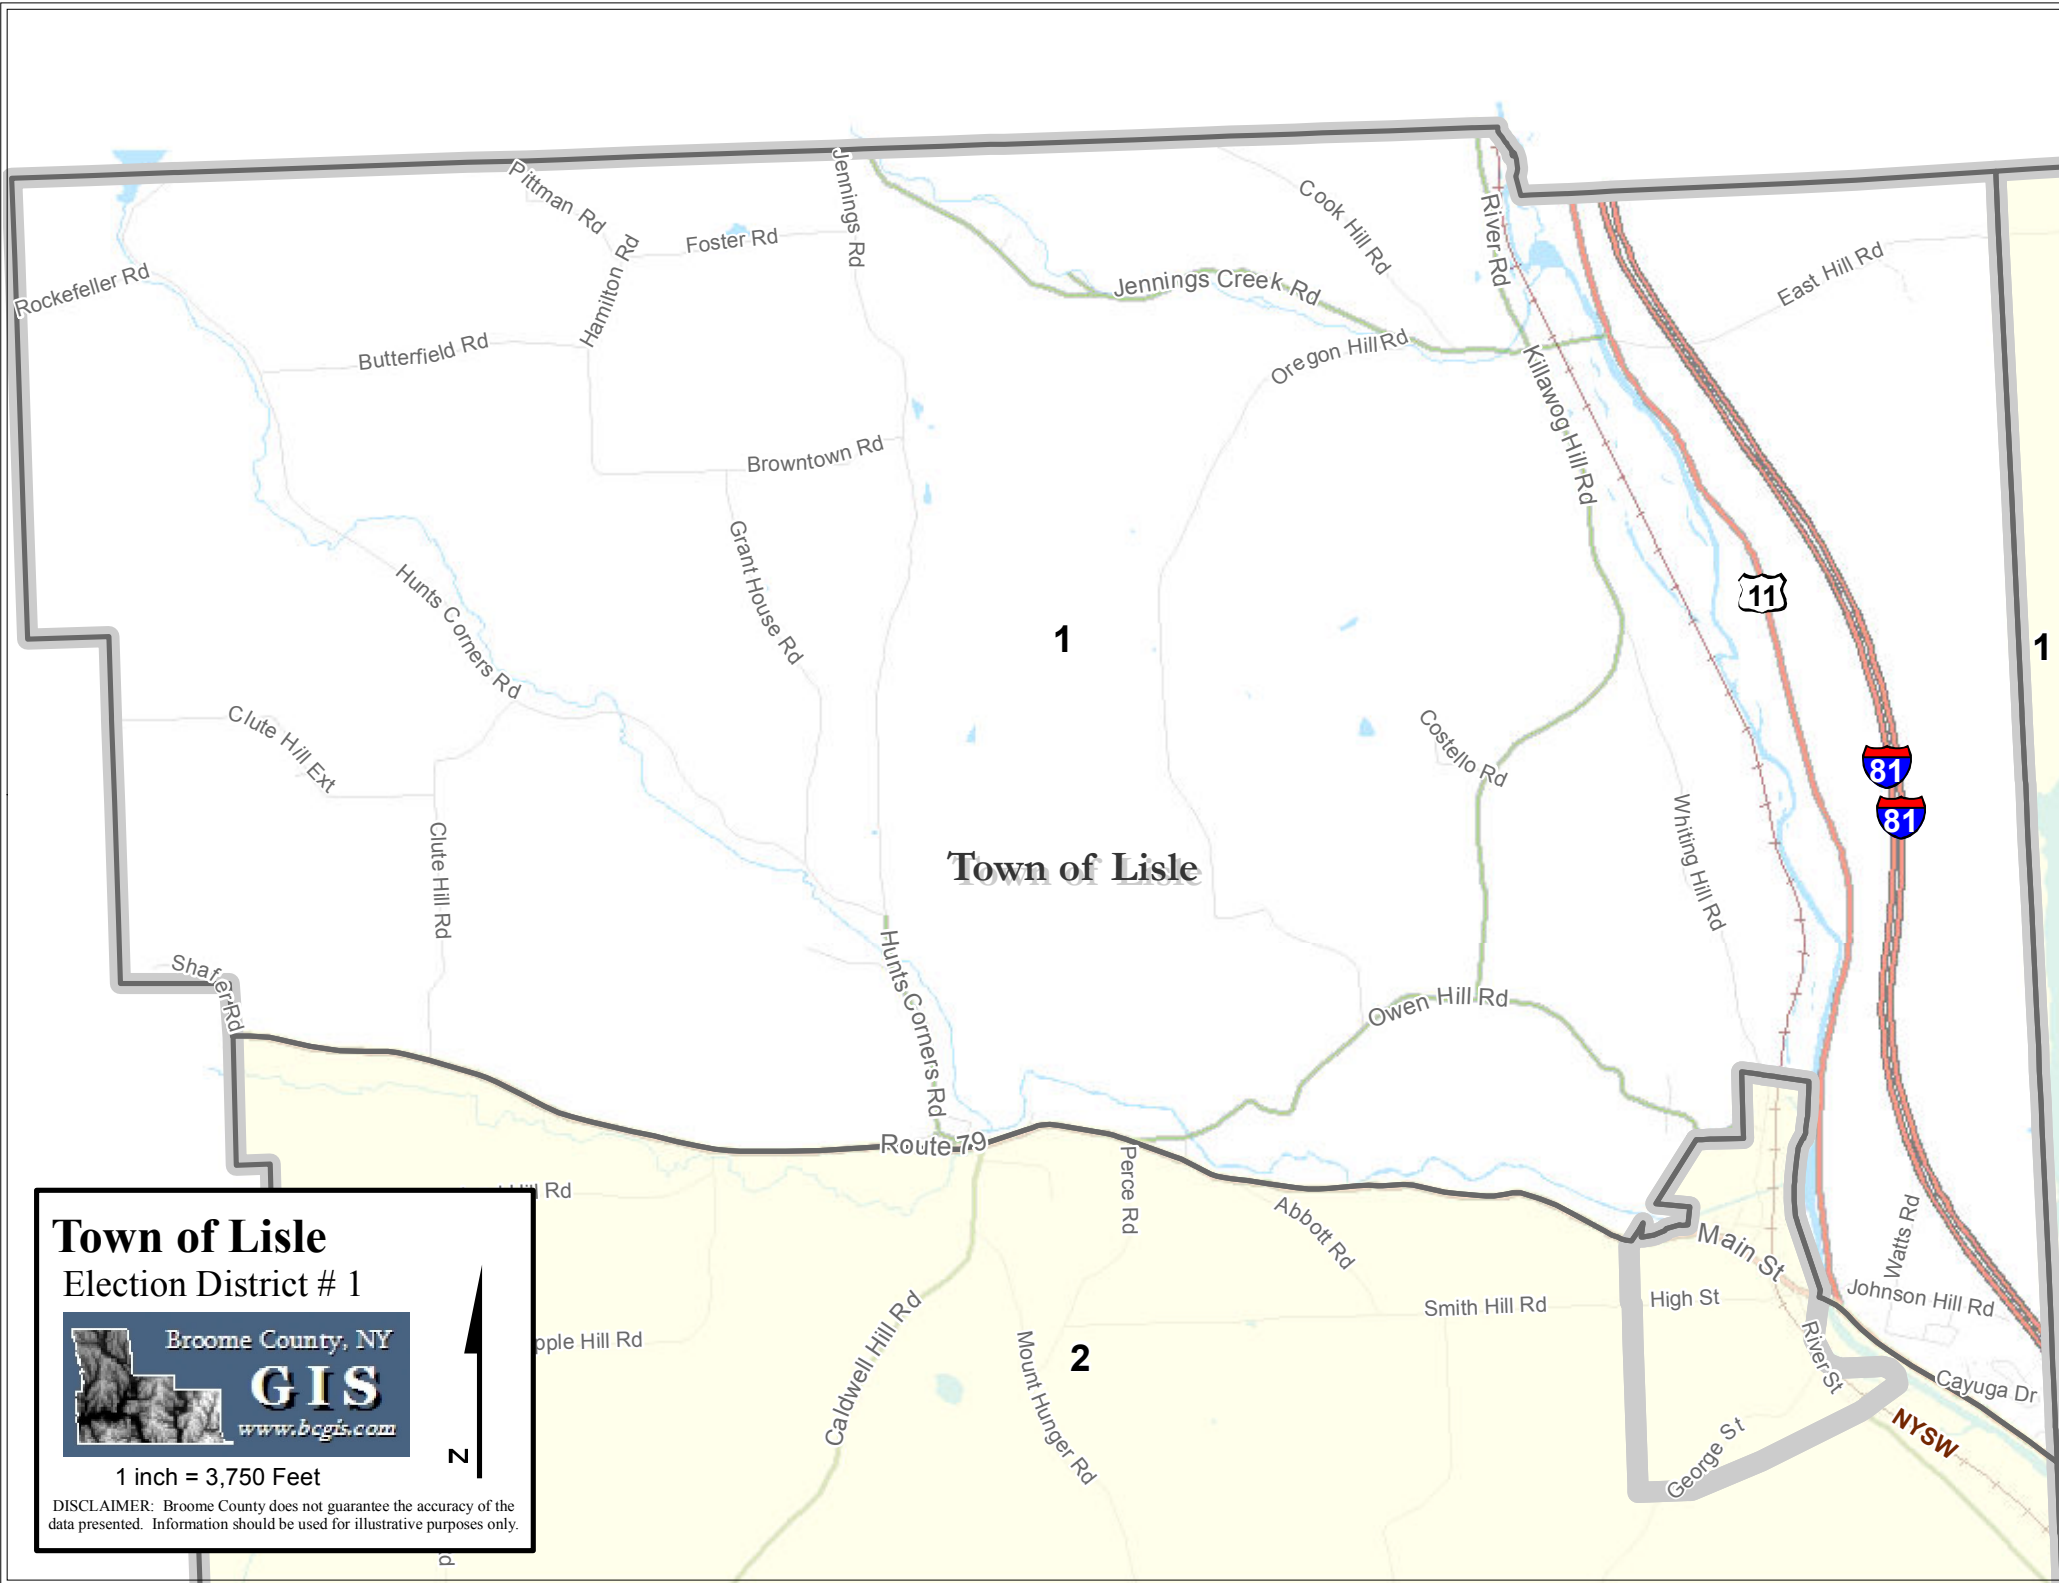 Pittman Rd
Hamilton Rd
Foster Rd
Jennings Rd
Cook Hill Rd
River Rd
Jennings Creek Rd
East Hill Rd
Rockefeller Rd
Butterfield Rd
Oregon Hill Rd
Killawog Hill Rd
Browntown Rd
Grant House Rd
Hunts Corners Rd
11
1
1
Clute Hill Ext
Costello Rd
81
81
Clute Hill Rd
Whiting Hill Rd
Town of Lisle
Shafer Rd
Hunts Corners Rd
Owen Hill Rd
Route 79
Perce Rd
Hill Rd
Abbott Rd
Main St
Watts Rd
Johnson Hill Rd
High St
Smith Hill Rd
Caldwell Hill Rd
Mount Hunger Rd
2
River St
Cayuga Dr
NYSW
George St
pple Hill Rd
Town of Lisle
Election District # 1
Broome County, NY
GIS
www.bcgis.com
N
1 inch = 3,750 Feet
DISCLAIMER: Broome County does not guarantee the accuracy of the
data presented. Information should be used for illustrative purposes only.